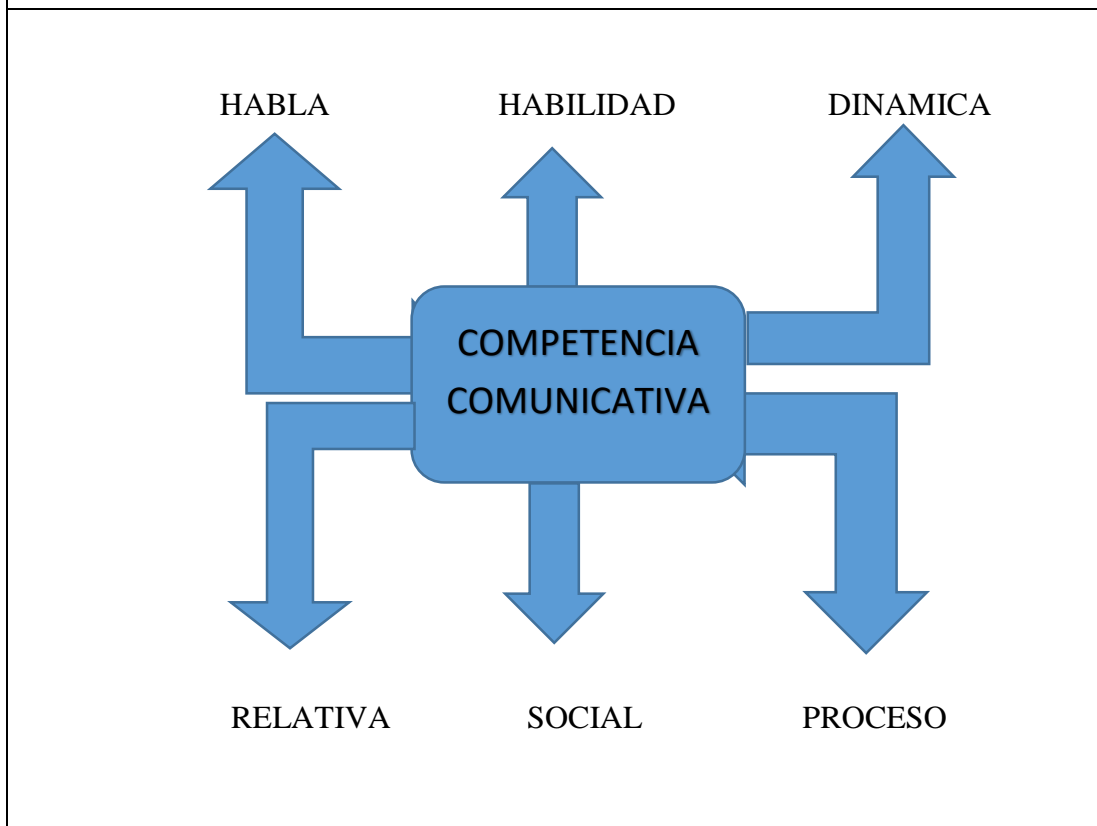 HABLA HABILIDAD DINAMICA
COMPETENCIA
COMUNICATIVA
RELATIVA SOCIAL PROCESO